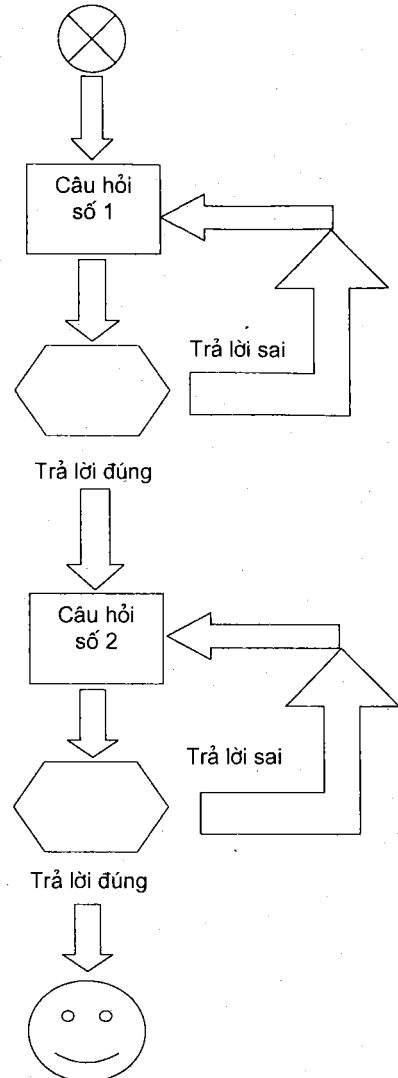 Câu hỏi
số 1
Trả lời sai
Trả lời đúng
Câu hỏi
số 2
Trả lời sai
Trả lời đúng